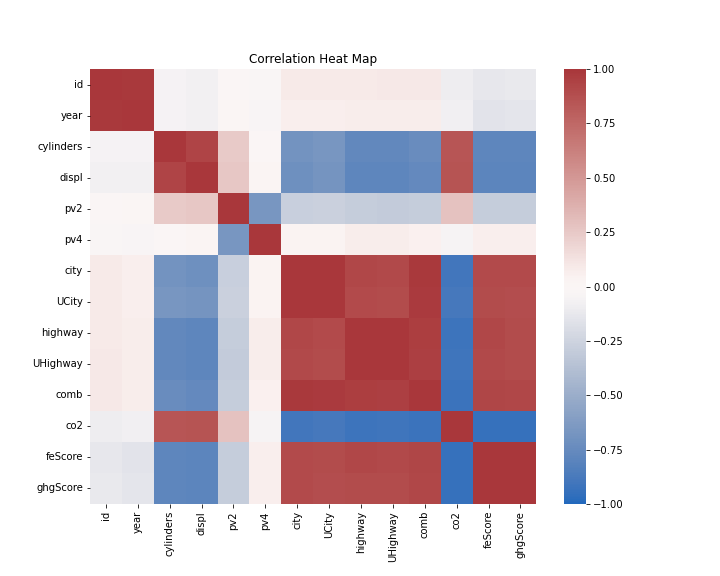 Correlation Heat Map
id
year
cylinders
displ
pv2
pv4
city
UCity
highway
UHighway
comb
co2
feScore
ghgScore
id
year
cylinders
displ
pv2
pv4
city
UCity
highway
UHighway
comb
co2
feScore
ghgScore
1.00
0.75
0.50
0.25
0.00
−0.25
−0.50
−0.75
−1.00